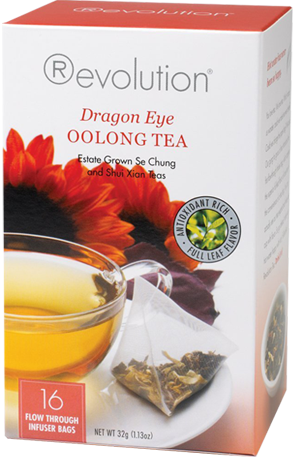 Revolution®
Dragon Eye
OOLONG TEA
Estate Grown Se Chung
and Shui Xian Teas
ANTIOXIDANT RICH
FULL LEAF FLAVOR
16
FLOW THROUGH
INFUSER BAGS
NET WT 32g (1.13oz)